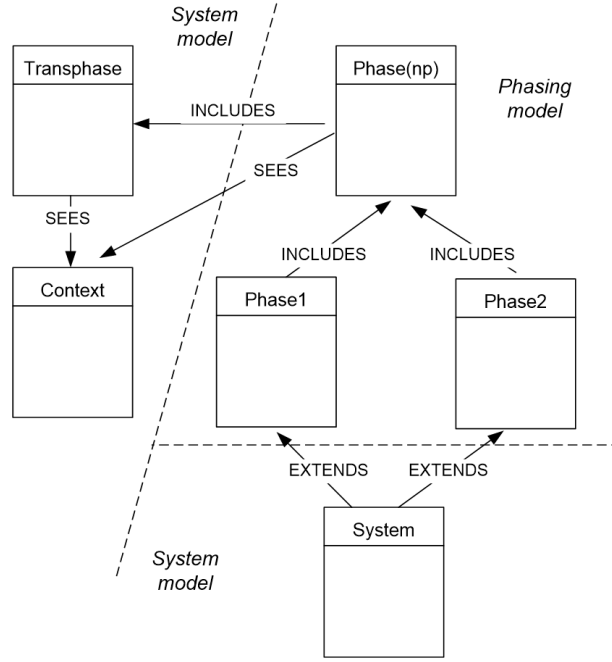 System
model
Transphase
Phase(np)
Phasing
model
INCLUDES
SEES
SEES
INCLUDES
INCLUDES
Context
Phase1
Phase2
EXTENDS
EXTENDS
System
System
model